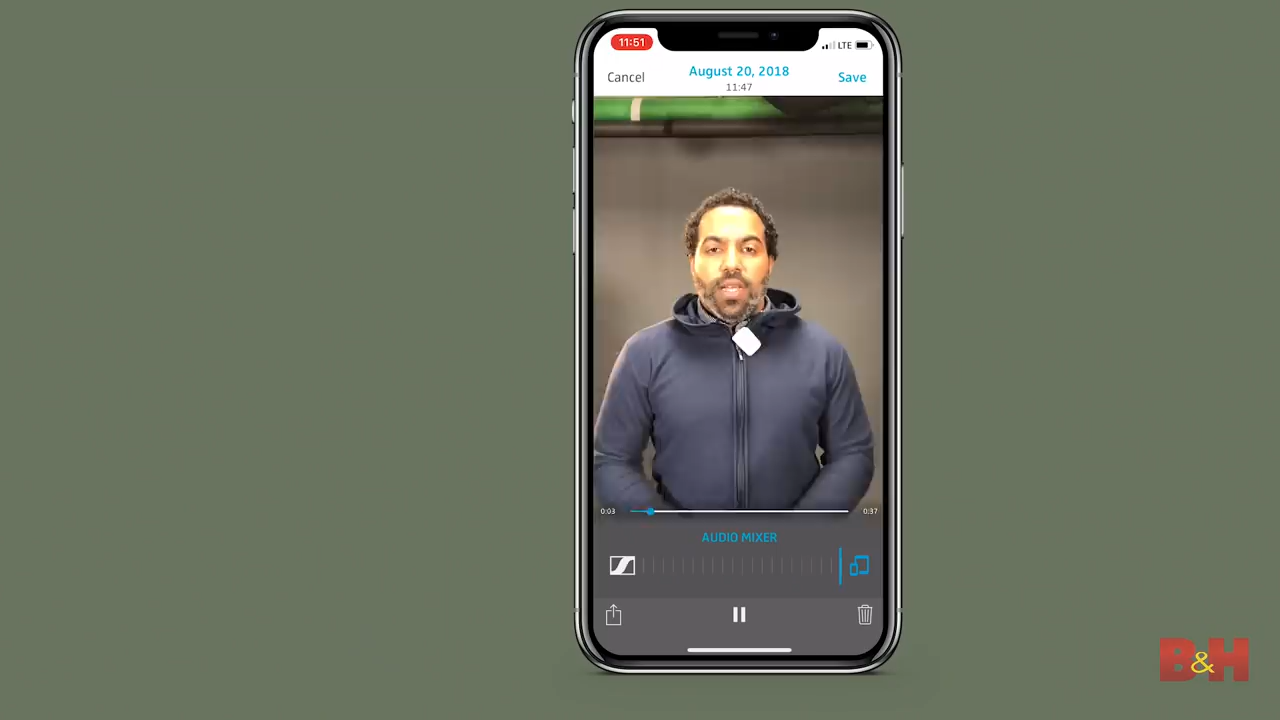 11:51
LTE
Cancel
August 20, 2018
Save
11:47
0:03
0:37
AUDIO MIXER
B&H